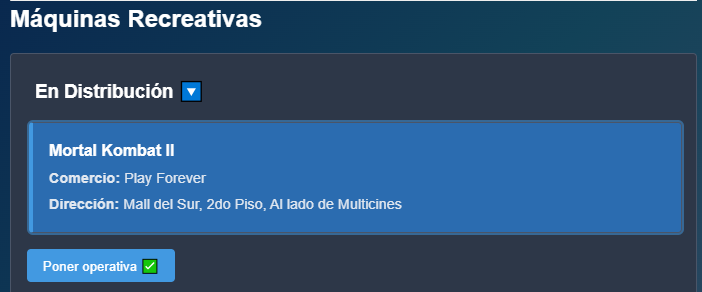 Máquinas Recreativas
En Distribución 🔽
Mortal Kombat II
Comercio: Play Forever
Dirección: Mall del Sur, 2do Piso, Al lado de Multicines
Poner operativa ✅